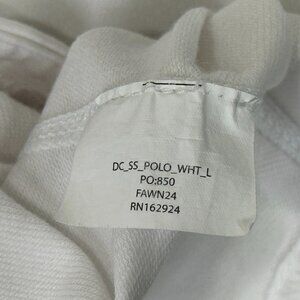 DC_SS_POLO_WHT_L
PO:850
FAWN24
RN162924